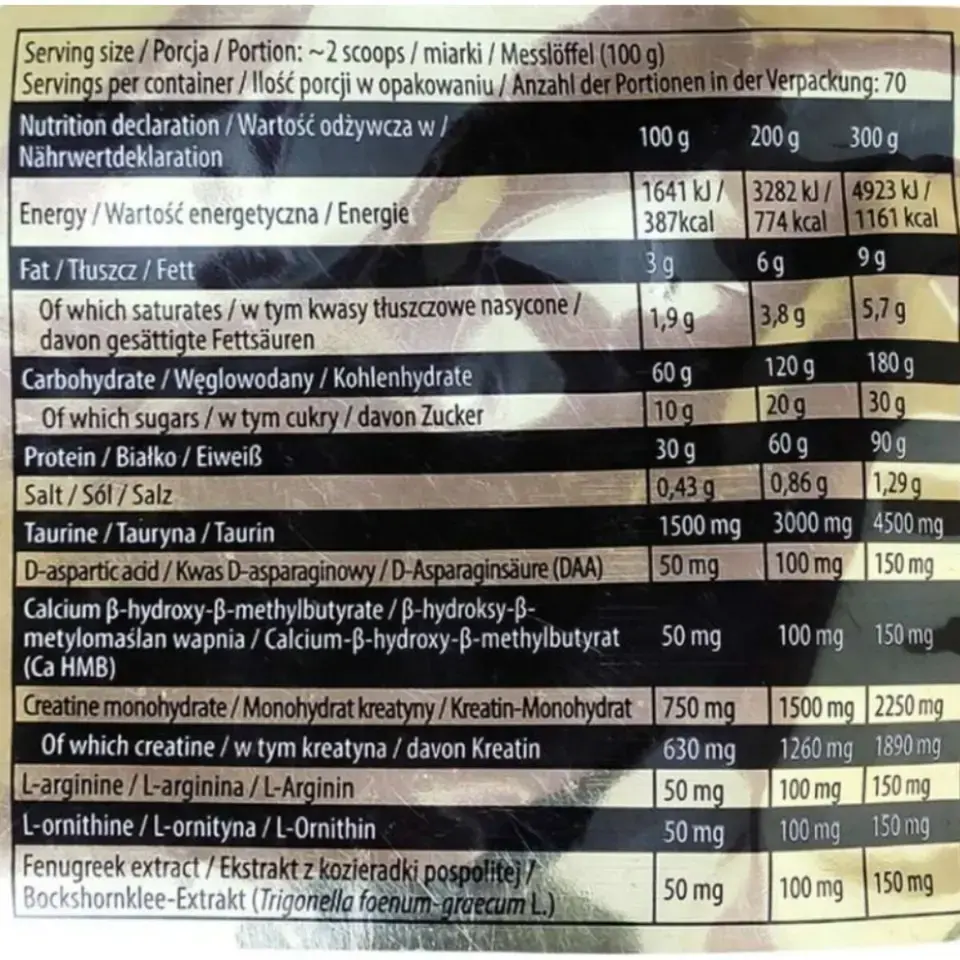 Serving size / Porcja / Portion: ~2 scoops / miarki / Messlöffel (100 g)
Servings per container / Ilość porcji w opakowaniu / Anzahl der Portionen in der Verpackung: 70
Nutrition declaration / Wartość odżywcza w /
Nährwertdeklaration 100 g 200 g 300 g
Energy / Wartość energetyczna / Energie 1641 kJ / 387kcal 3282 kJ / 774 kcal 4923 kJ / 1161 kcal
Fat / Tłuszcz / Fett 3 g 6 g 9 g
Of which saturates / w tym kwasy tłuszczowe nasycone /
davon gesättigte Fettsäuren 1,9 g 3,8 g 5,7 g
Carbohydrate / Węglowodany / Kohlenhydrate 60 g 120 g 180 g
Of which sugars / w tym cukry / davon Zucker 10 g 20 g 30 g
Protein / Białko / Eiweiß 30 g 60 g 90 g
Salt / Sól / Salz 0,43 g 0,86 g 1,29 g
Taurine / Tauryna / Taurin 1500 mg 3000 mg 4500 mg
D-aspartic acid / Kwas D-asparaginowy / D-Asparaginsäure (DAA) 50 mg 100 mg 150 mg
Calcium β-hydroxy-β-methylbutyrate / β-hydroksy-β-
metylomaślan wapnia / Calcium-β-hydroxy-β-methylbutyrat 50 mg 100 mg 150 mg
(Ca HMB)
Creatine monohydrate / Monohydrat kreatyny / Kreatin-Monohydrat 750 mg 1500 mg 2250 mg
Of which creatine / w tym kreatyna / davon Kreatin 630 mg 1260 mg 1890 mg
L-arginine / L-arginina / L-Arginin 50 mg 100 mg 150 mg
L-ornithine / L-ornityna / L-Ornithin 50 mg 100 mg 150 mg
Fenugreek extract / Ekstrakt z kozieradki pospolitej /
Bockshornklee-Extrakt (Trigonella foenum-graecum L.) 50 mg 100 mg 150 mg